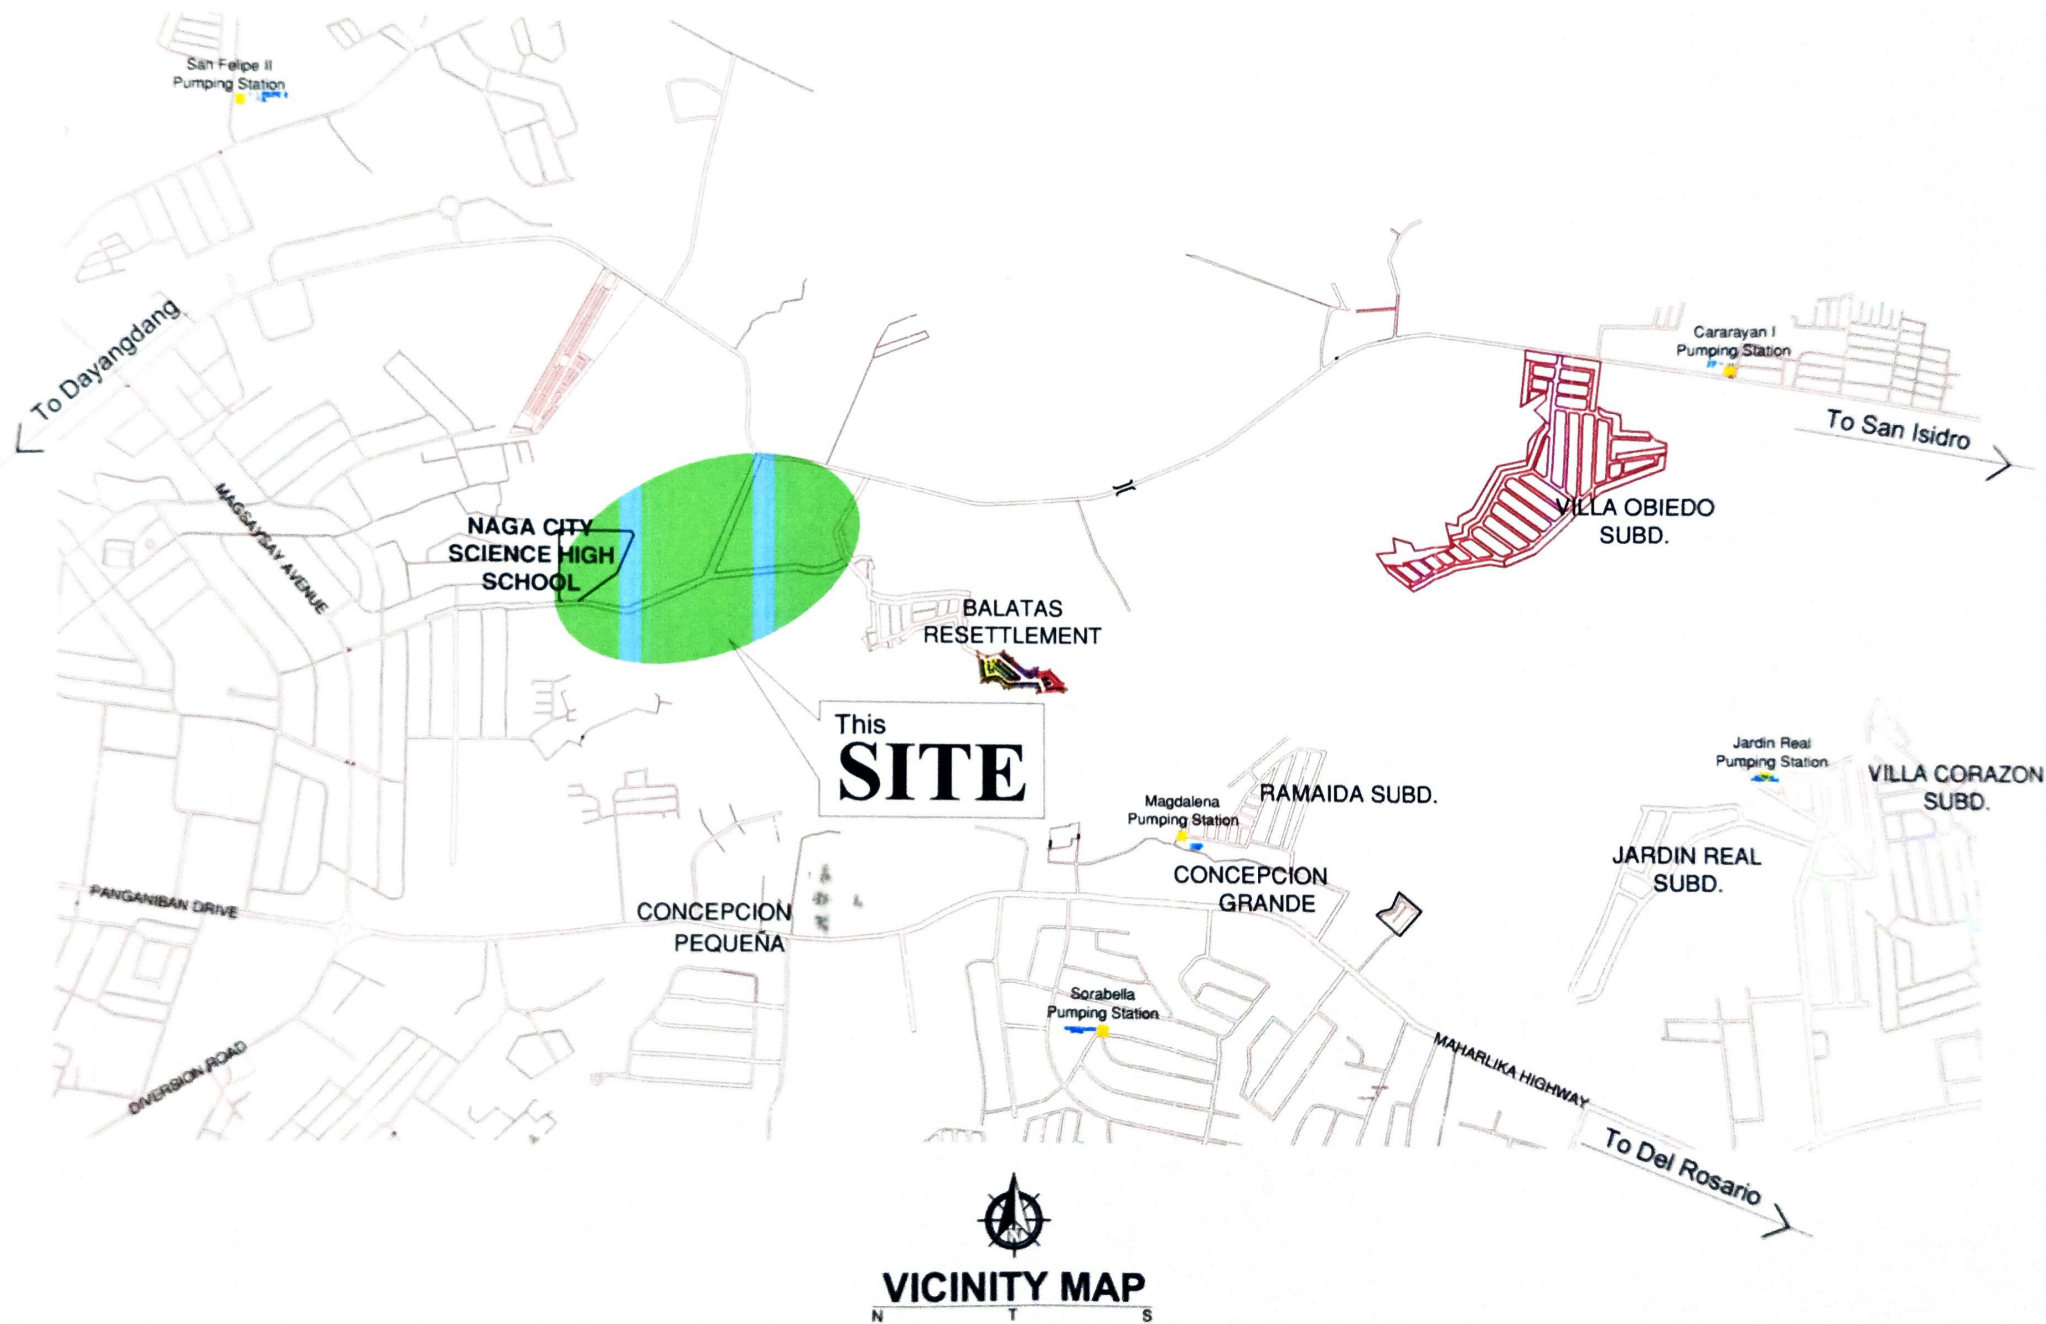 San Felipe II
Pumping Station
To Dayangdang
MAGSAYSAY AVENUE
NAGA CITY
SCIENCE HIGH
SCHOOL
Cararayan I
Pumping Station
To San Isidro
VILLA OBIEDO
SUBD.
BALATAS
RESETTLEMENT
This
SITE
Jardin Real
Pumping Station
VILLA CORAZON
SUBD.
Magdalena
Pumping Station
RAMAIDA SUBD.
JARDIN REAL
SUBD.
CONCEPCION
GRANDE
PANGANIBAN DRIVE
CONCEPCION
PEQUEÑA
Sorabella
Pumping Station
DIVERSION ROAD
MAHARLIKA HIGHWAY
To Del Rosario
N
VICINITY MAP
N T S